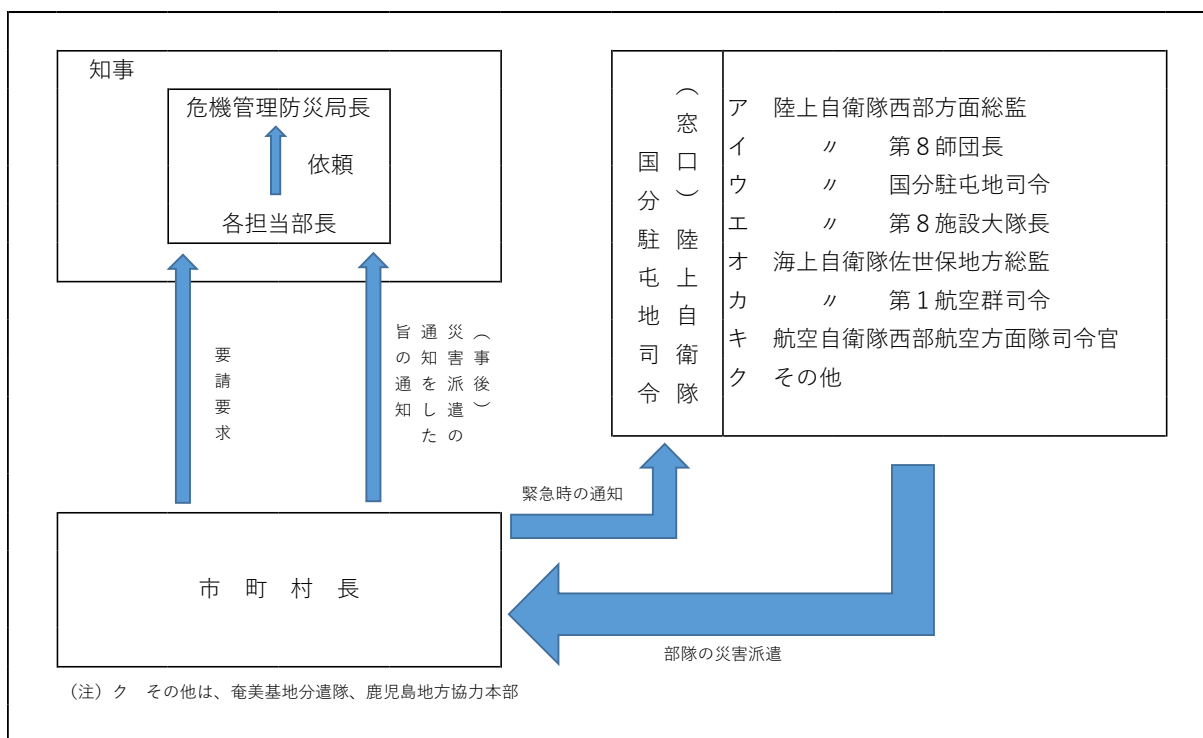 知事
危機管理防災局長
依頼
各担当部長
要請要求
（事後）
災害派遣の
通知をした
旨の通知
市町村長
（窓口）陸上自衛隊
国分駐屯地司令
ア 陸上自衛隊西部方面総監
イ 〃 第８師団長
ウ 〃 国分駐屯地司令
エ 〃 第８施設大隊長
オ 海上自衛隊佐世保地方総監
カ 〃 第１航空群司令
キ 航空自衛隊西部航空方面隊司令官
ク その他
緊急時の通知
部隊の災害派遣
（注）ク その他は、奄美基地分遣隊、鹿児島地方協力本部